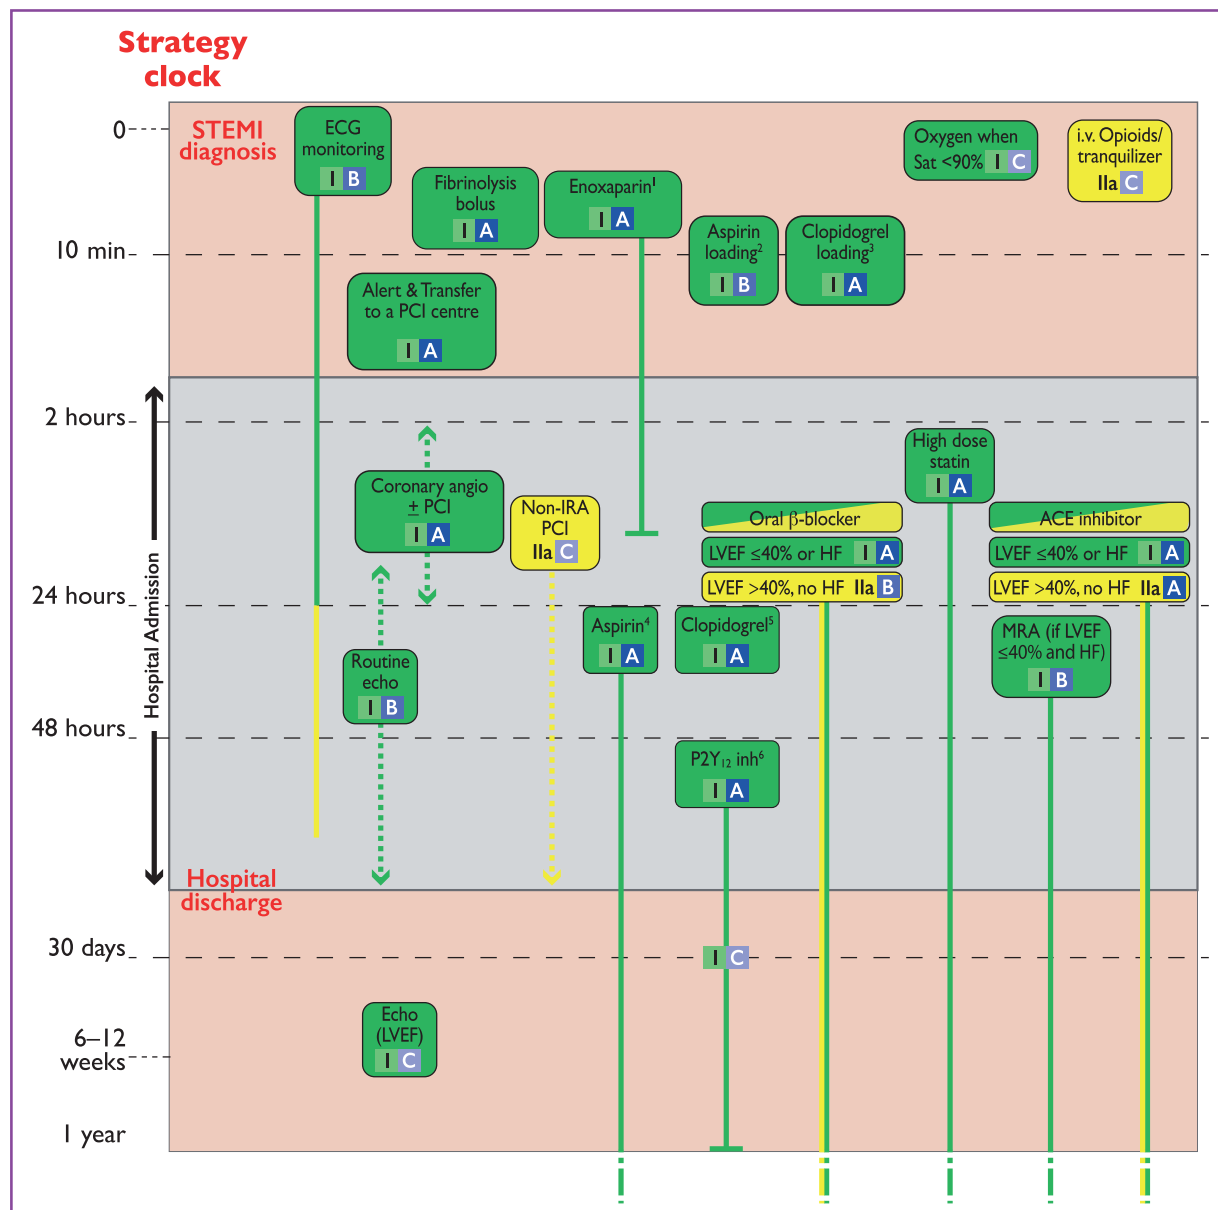 Strategy
clock
0
STEMI
diagnosis
ECG
monitoring
I B
Fibrinolysis
bolus
I A
Enoxaparin¹
I A
Oxygen when
Sat <90% I C
i.v. Opioids/
tranquilizer
IIa C
Aspirin
loading²
I B
Clopidogrel
loading³
I A
10 min
Alert & Transfer
to a PCI centre
I A
2 hours
Hospital Admission
Coronary angio
± PCI
I A
Non-IRA
PCI
IIa C
High dose
statin
I A
Oral β-blocker
LVEF ≤40% or HF I A
LVEF >40%, no HF IIa B
ACE inhibitor
LVEF ≤40% or HF I A
LVEF >40%, no HF IIa A
24 hours
Routine
echo
I B
Aspirin⁴
I A
Clopidogrel⁵
I A
MRA (if LVEF
≤40% and HF)
I B
48 hours
P2Y₁₂ inh⁶
I A
Hospital
discharge
30 days
I C
Echo
(LVEF)
I C
6–12
weeks
1 year